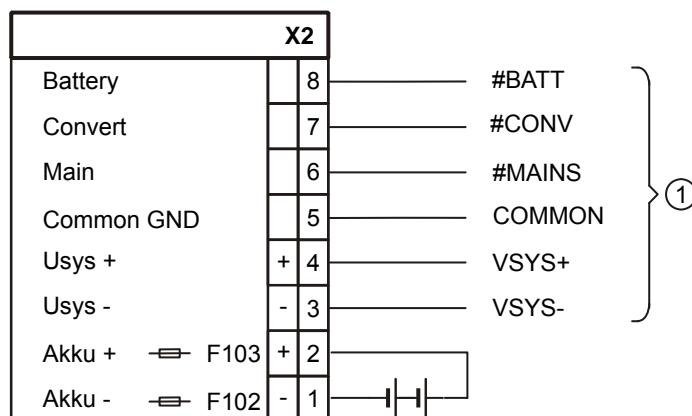 X2
Battery 8 #BATT
Convert 7 #CONV
Main 6 #MAINS
Common GND 5 COMMON
Usys + + 4 VSYS+
Usys - - 3 VSYS-
Akku + F103 + 2
Akku - F102 - 1
1